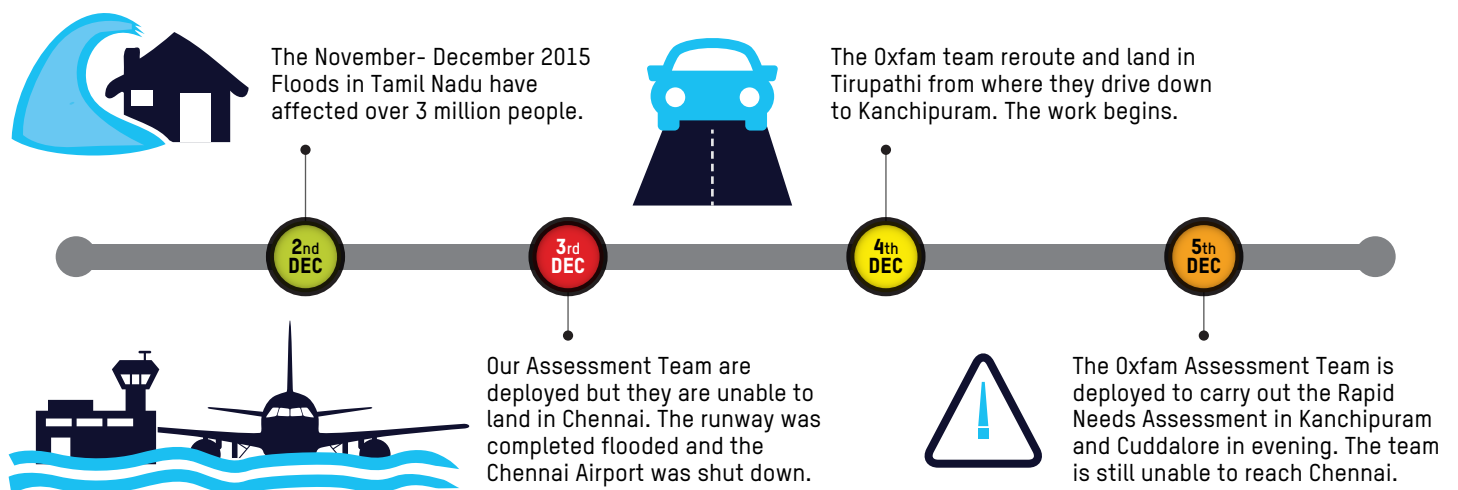 The November- December 2015
Floods in Tamil Nadu have
affected over 3 million people.
The Oxfam team reroute and land in
Tirupathi from where they drive down
to Kanchipuram. The work begins.
2nd
DEC
3rd
DEC
4th
DEC
5th
DEC
Our Assessment Team are
deployed but they are unable to
land in Chennai. The runway was
completed flooded and the
Chennai Airport was shut down.
The Oxfam Assessment Team is
deployed to carry out the Rapid
Needs Assessment in Kanchipuram
and Cuddalore in evening. The team
is still unable to reach Chennai.